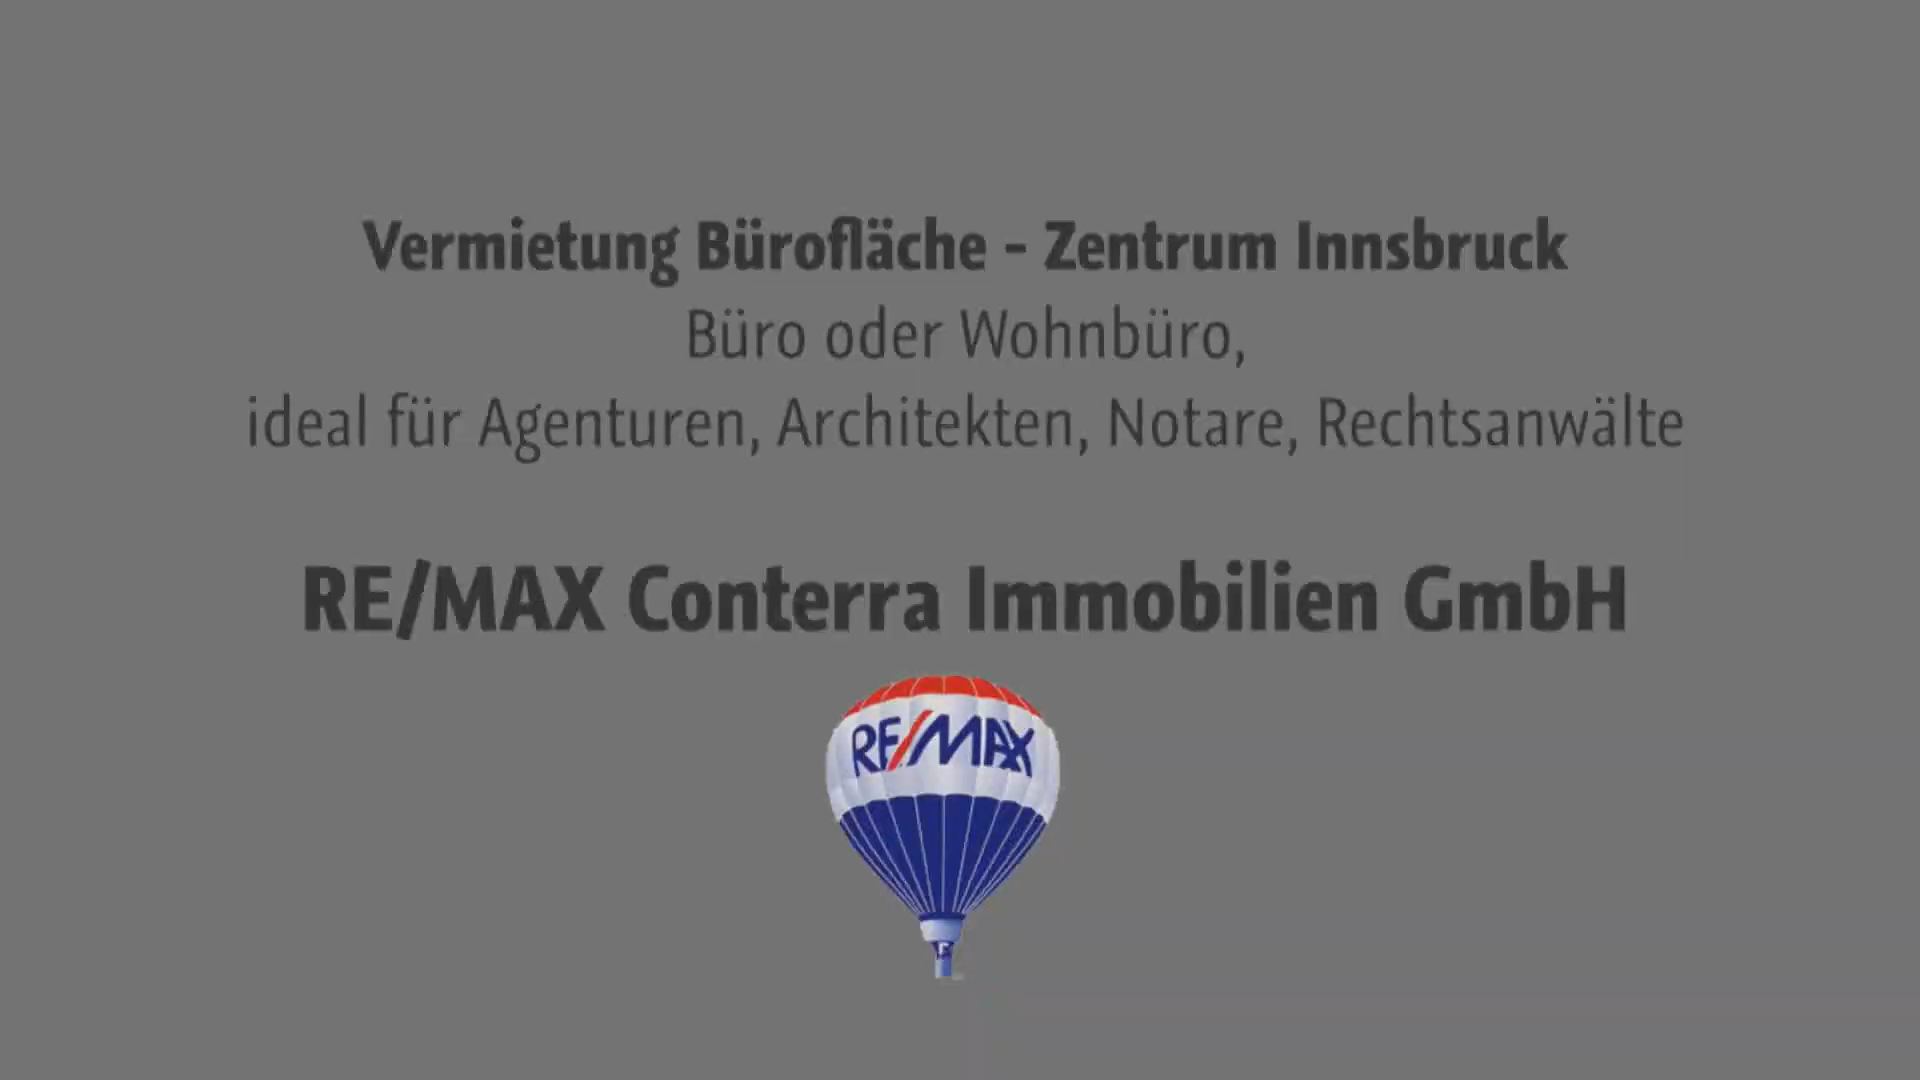 Vermietung Bürofläche - Zentrum Innsbruck
Büro oder Wohnbüro,
ideal für Agenturen, Architekten, Notare, Rechtsanwälte
RE/MAX Conterra Immobilien GmbH
RE/MAX